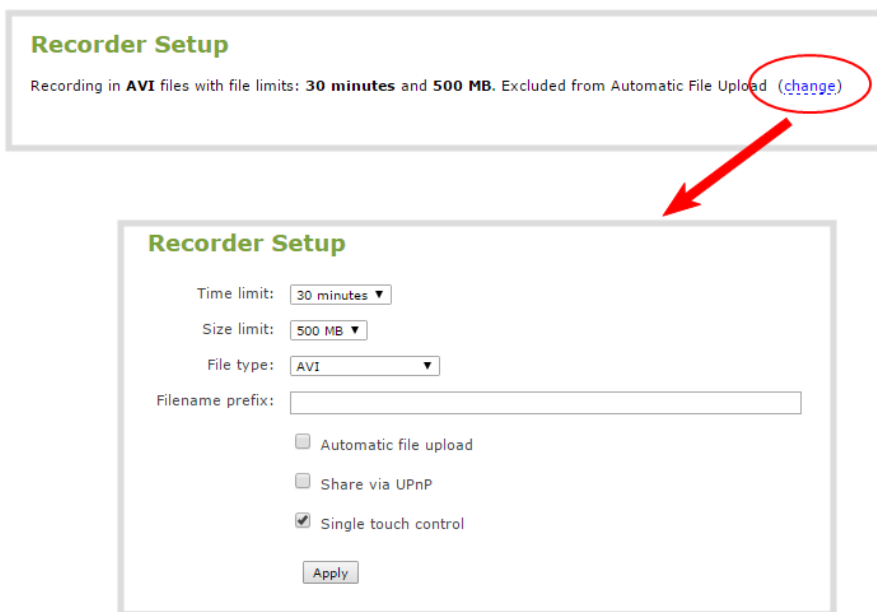 Recorder Setup
Recording in AVI files with file limits: 30 minutes and 500 MB. Excluded from Automatic File Upload (change)
Recorder Setup
Time limit: 30 minutes
Size limit: 500 MB
File type: AVI
Filename prefix:
Automatic file upload
Share via UPnP
Single touch control
Apply